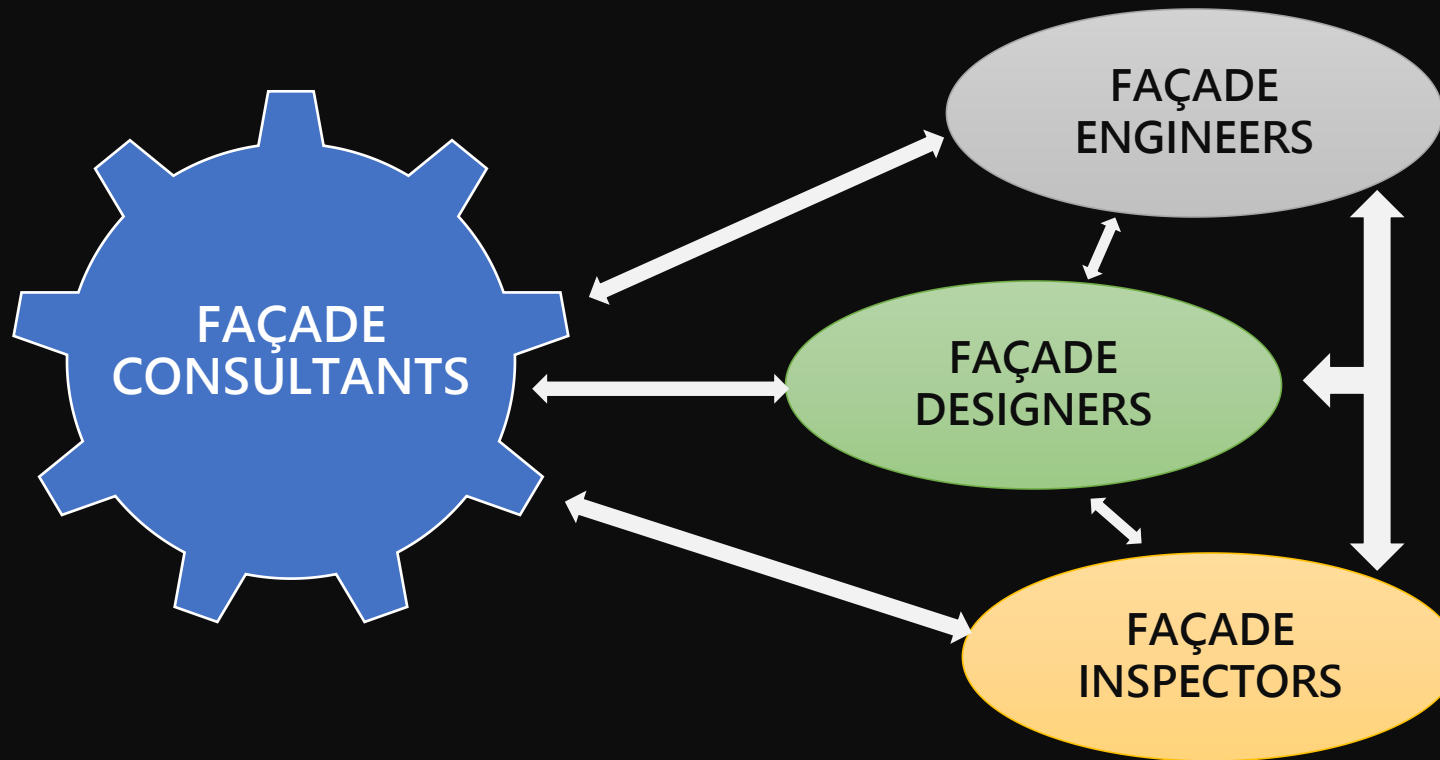 FAÇADE
CONSULTANTS
FAÇADE
ENGINEERS
FAÇADE
DESIGNERS
FAÇADE
INSPECTORS